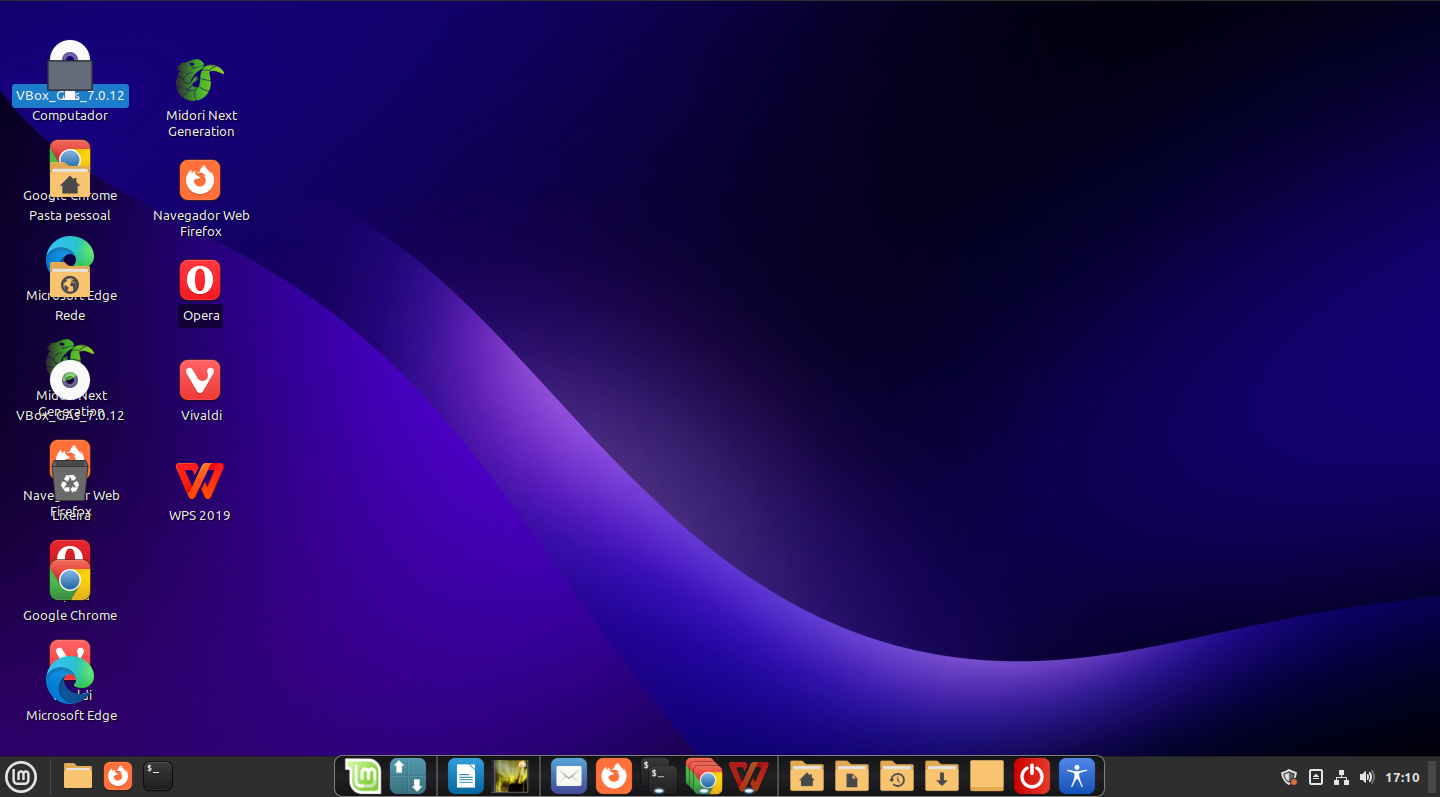 VBox_GAs_7.0.12
Computador
Google Chrome
Pasta pessoal
Microsoft Edge
Rede
Midori Next
Generation
VBox_GAs_7.0.12
Navegador Web
Firefox
Lixeira
Google Chrome
Vivaldi
Microsoft Edge
Midori Next
Generation
Navegador Web
Firefox
Opera
Vivaldi
WPS 2019
17:10